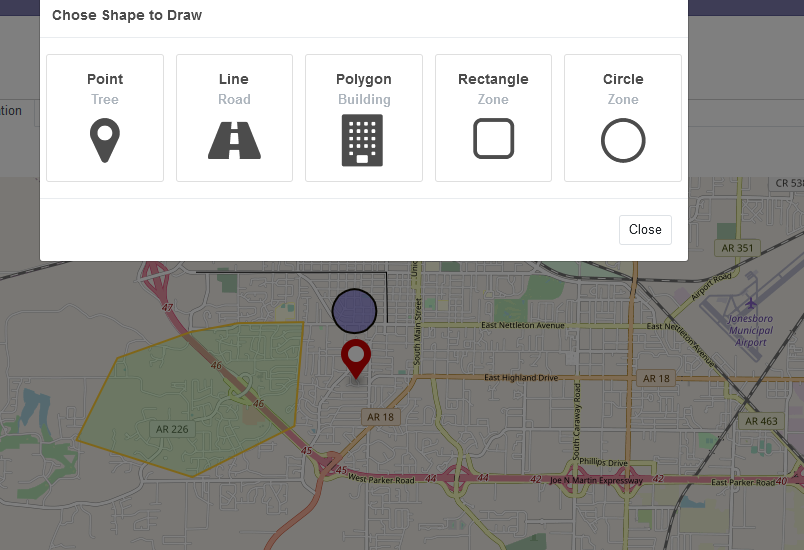 Chose Shape to Draw
Point
Tree
Line
Road
Polygon
Building
Rectangle
Zone
Circle
Zone
tion
Close
CR 538
AR 351
Airport Road
Jonesboro
Municipal
Airport
47
South Main Street
East Nettleton Avenue
East Nettleton Avenue
46
46
East Highland Drive
AR 18
AR 18
AR 226
South Caraway Road
AR 463
45
45
West Parker Road
44
44
42
Phillips Drive
Joe N Martin Expressway
42
East Parker Road
40